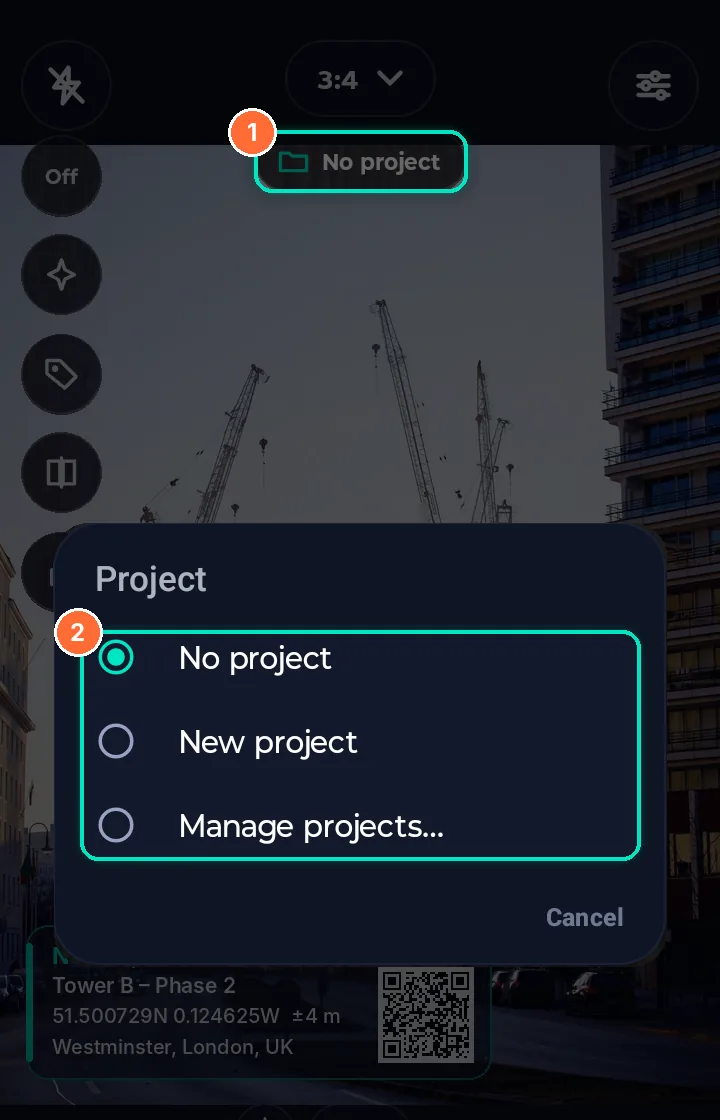 3:4
1
No project
Off
Project
2
No project
New project
Manage projects...
Cancel
Tower B – Phase 2
51.500729N 0.124625W ±4 m
Westminster, London, UK